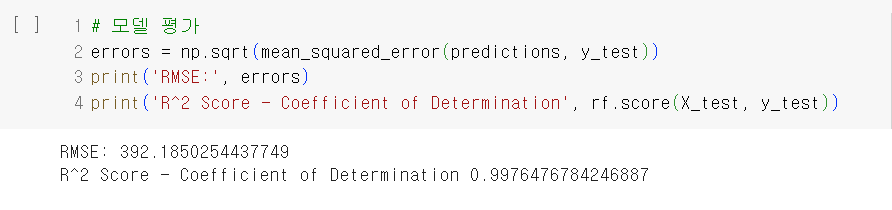 [ ] 1 # 모델 평가
2 errors = np.sqrt(mean_squared_error(predictions, y_test))
3 print('RMSE:', errors)
4 print('R^2 Score - Coefficient of Determination', rf.score(X_test, y_test))
RMSE: 392.1850254437749
R^2 Score - Coefficient of Determination 0.9976476784246887